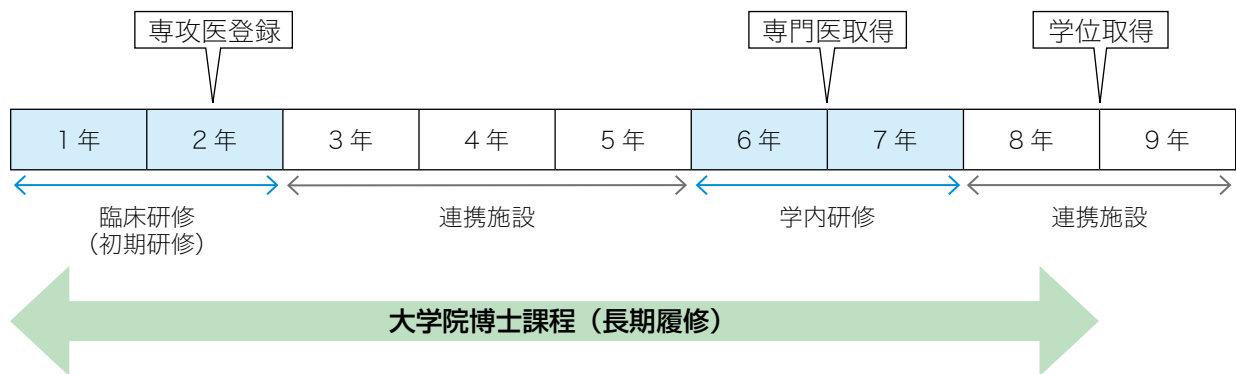 専攻医登録
専門医取得
学位取得
1年
2年
3年
4年
5年
6年
7年
8年
9年
臨床研修
（初期研修）
連携施設
学内研修
連携施設
大学院博士課程（長期履修）